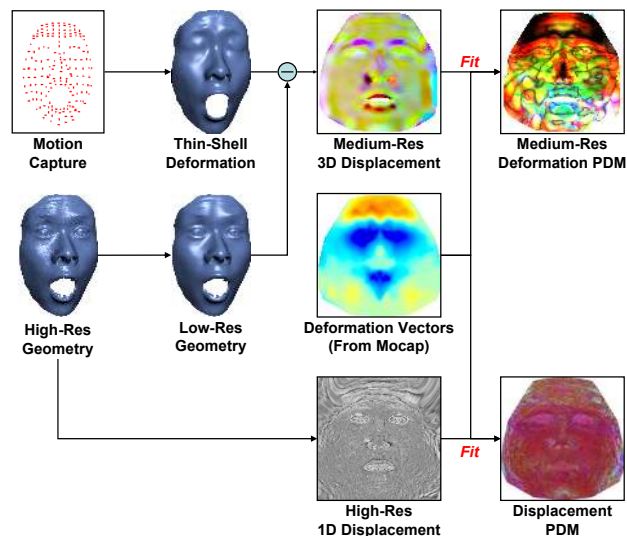 Motion
Capture
Thin-Shell
Deformation
Medium-Res
3D Displacement
Fit
Medium-Res
Deformation PDM
High-Res
Geometry
Low-Res
Geometry
Deformation Vectors
(From Mocap)
High-Res
1D Displacement
Fit
Displacement
PDM